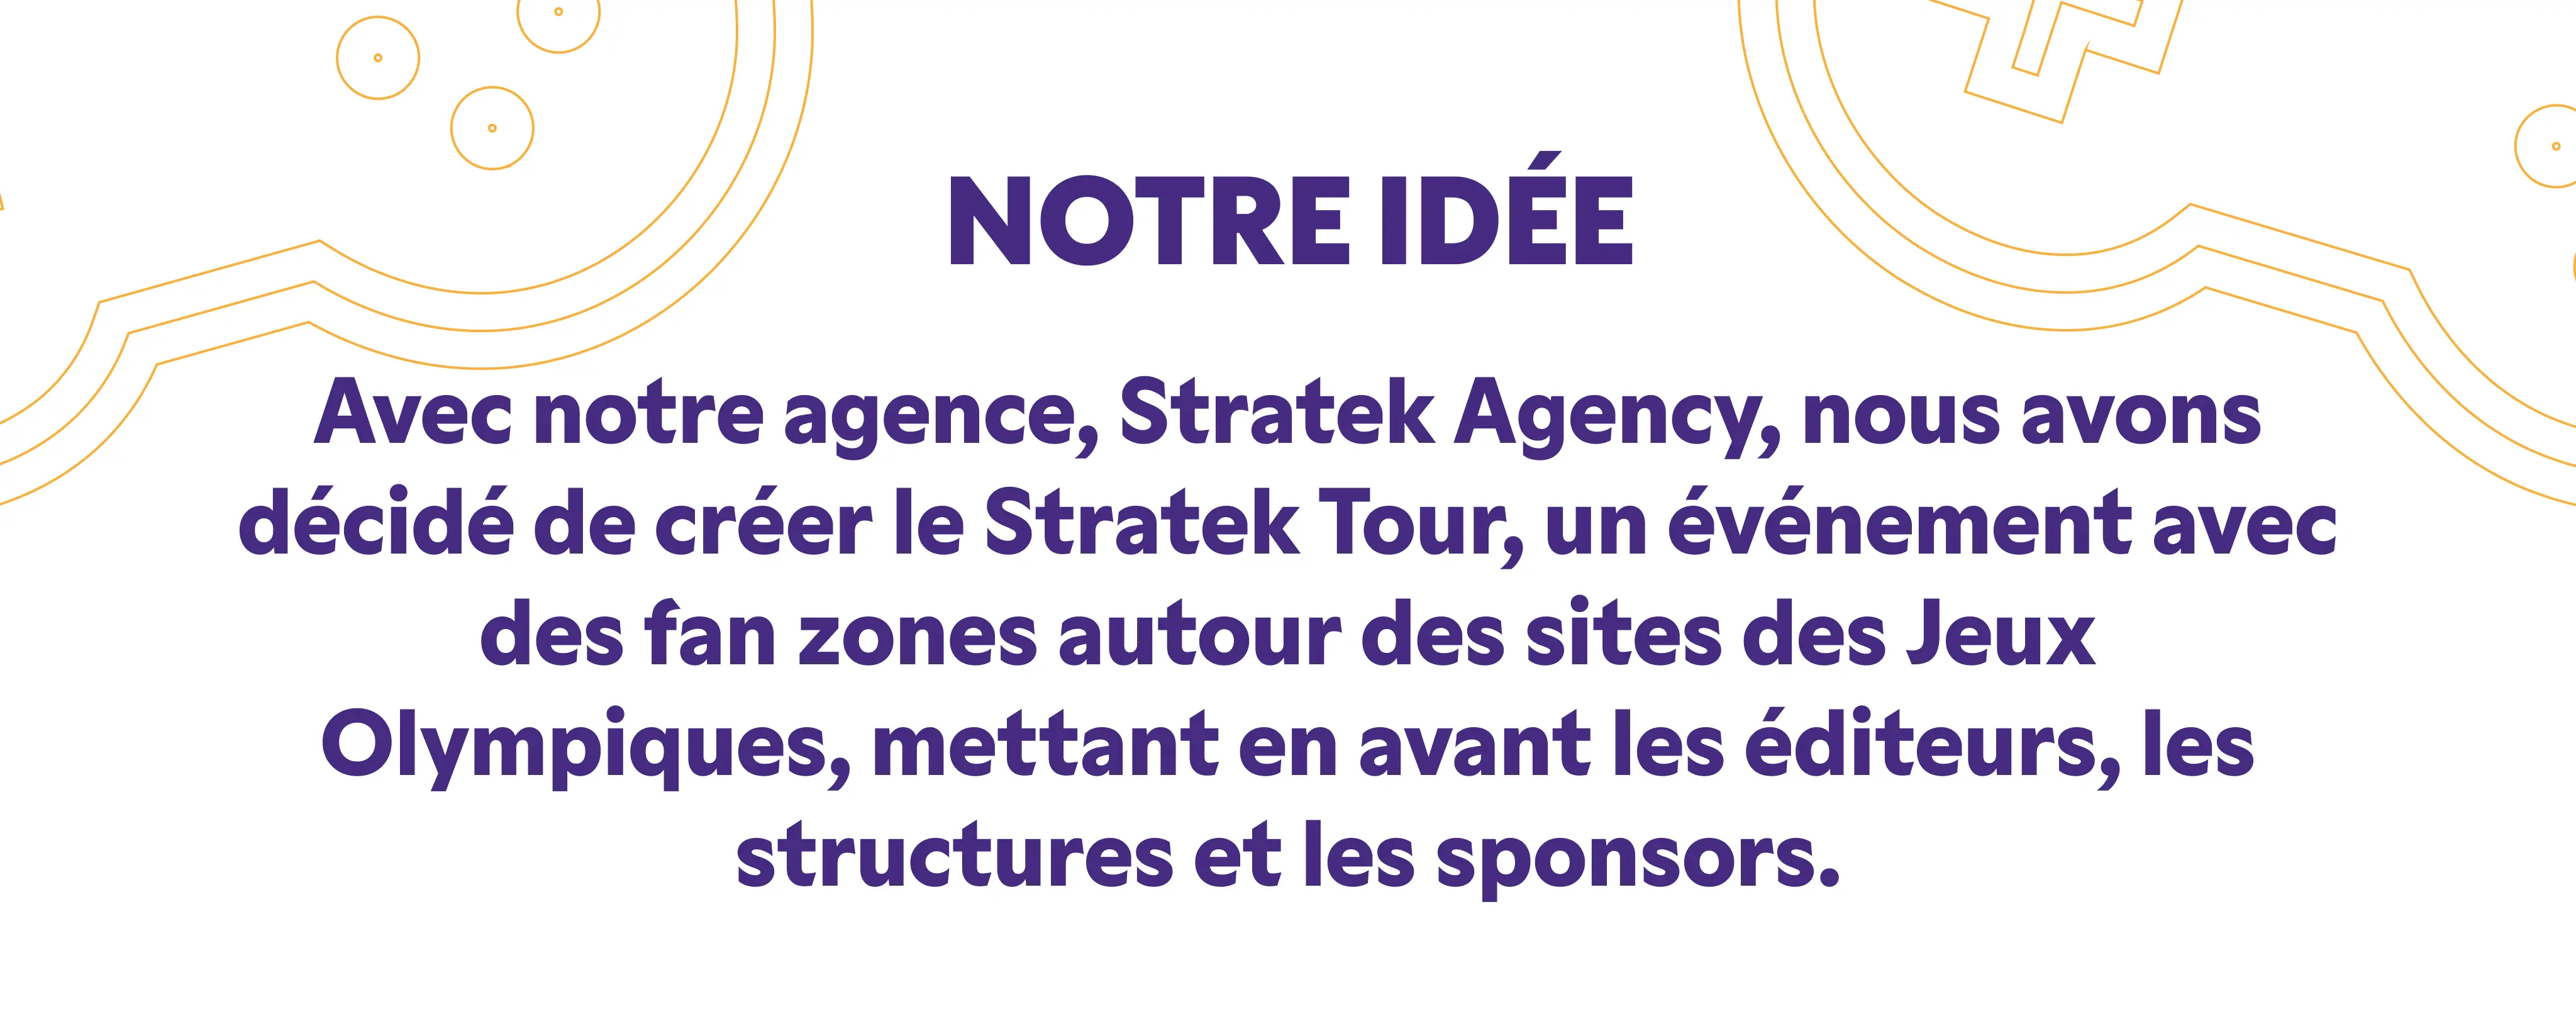 NOTRE IDÉE
Avec notre agence, Stratek Agency, nous avons
décidé de créer le Stratek Tour, un événement avec
des fan zones autour des sites des Jeux
Olympiques, mettant en avant les éditeurs, les
structures et les sponsors.